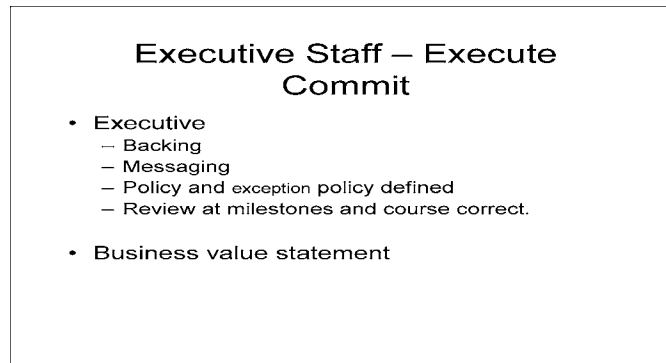 Executive Staff – Execute
Commit
• Executive
– Backing
– Messaging
– Policy and exception policy defined
– Review at milestones and course correct.
• Business value statement